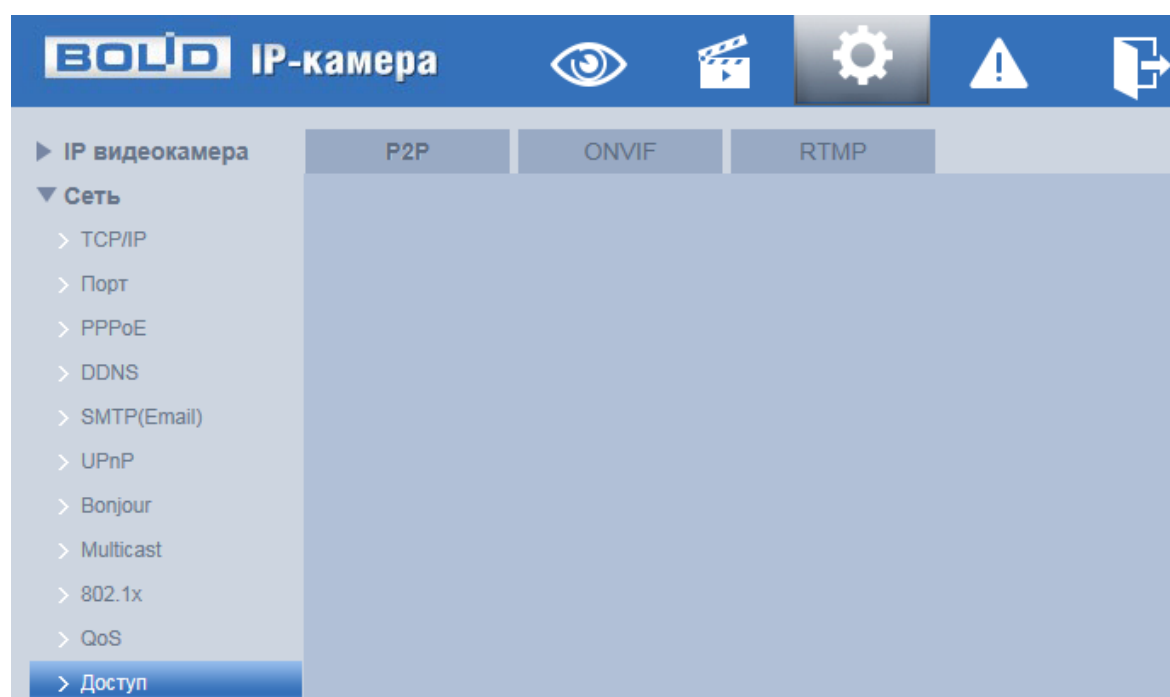 BOLID IP-камера
IP видеокамера
Сеть
TCP/IP
Порт
PPPoE
DDNS
SMTP(Email)
UPnP
Bonjour
Multicast
802.1x
QoS
Доступ
P2P ONVIF RTMP